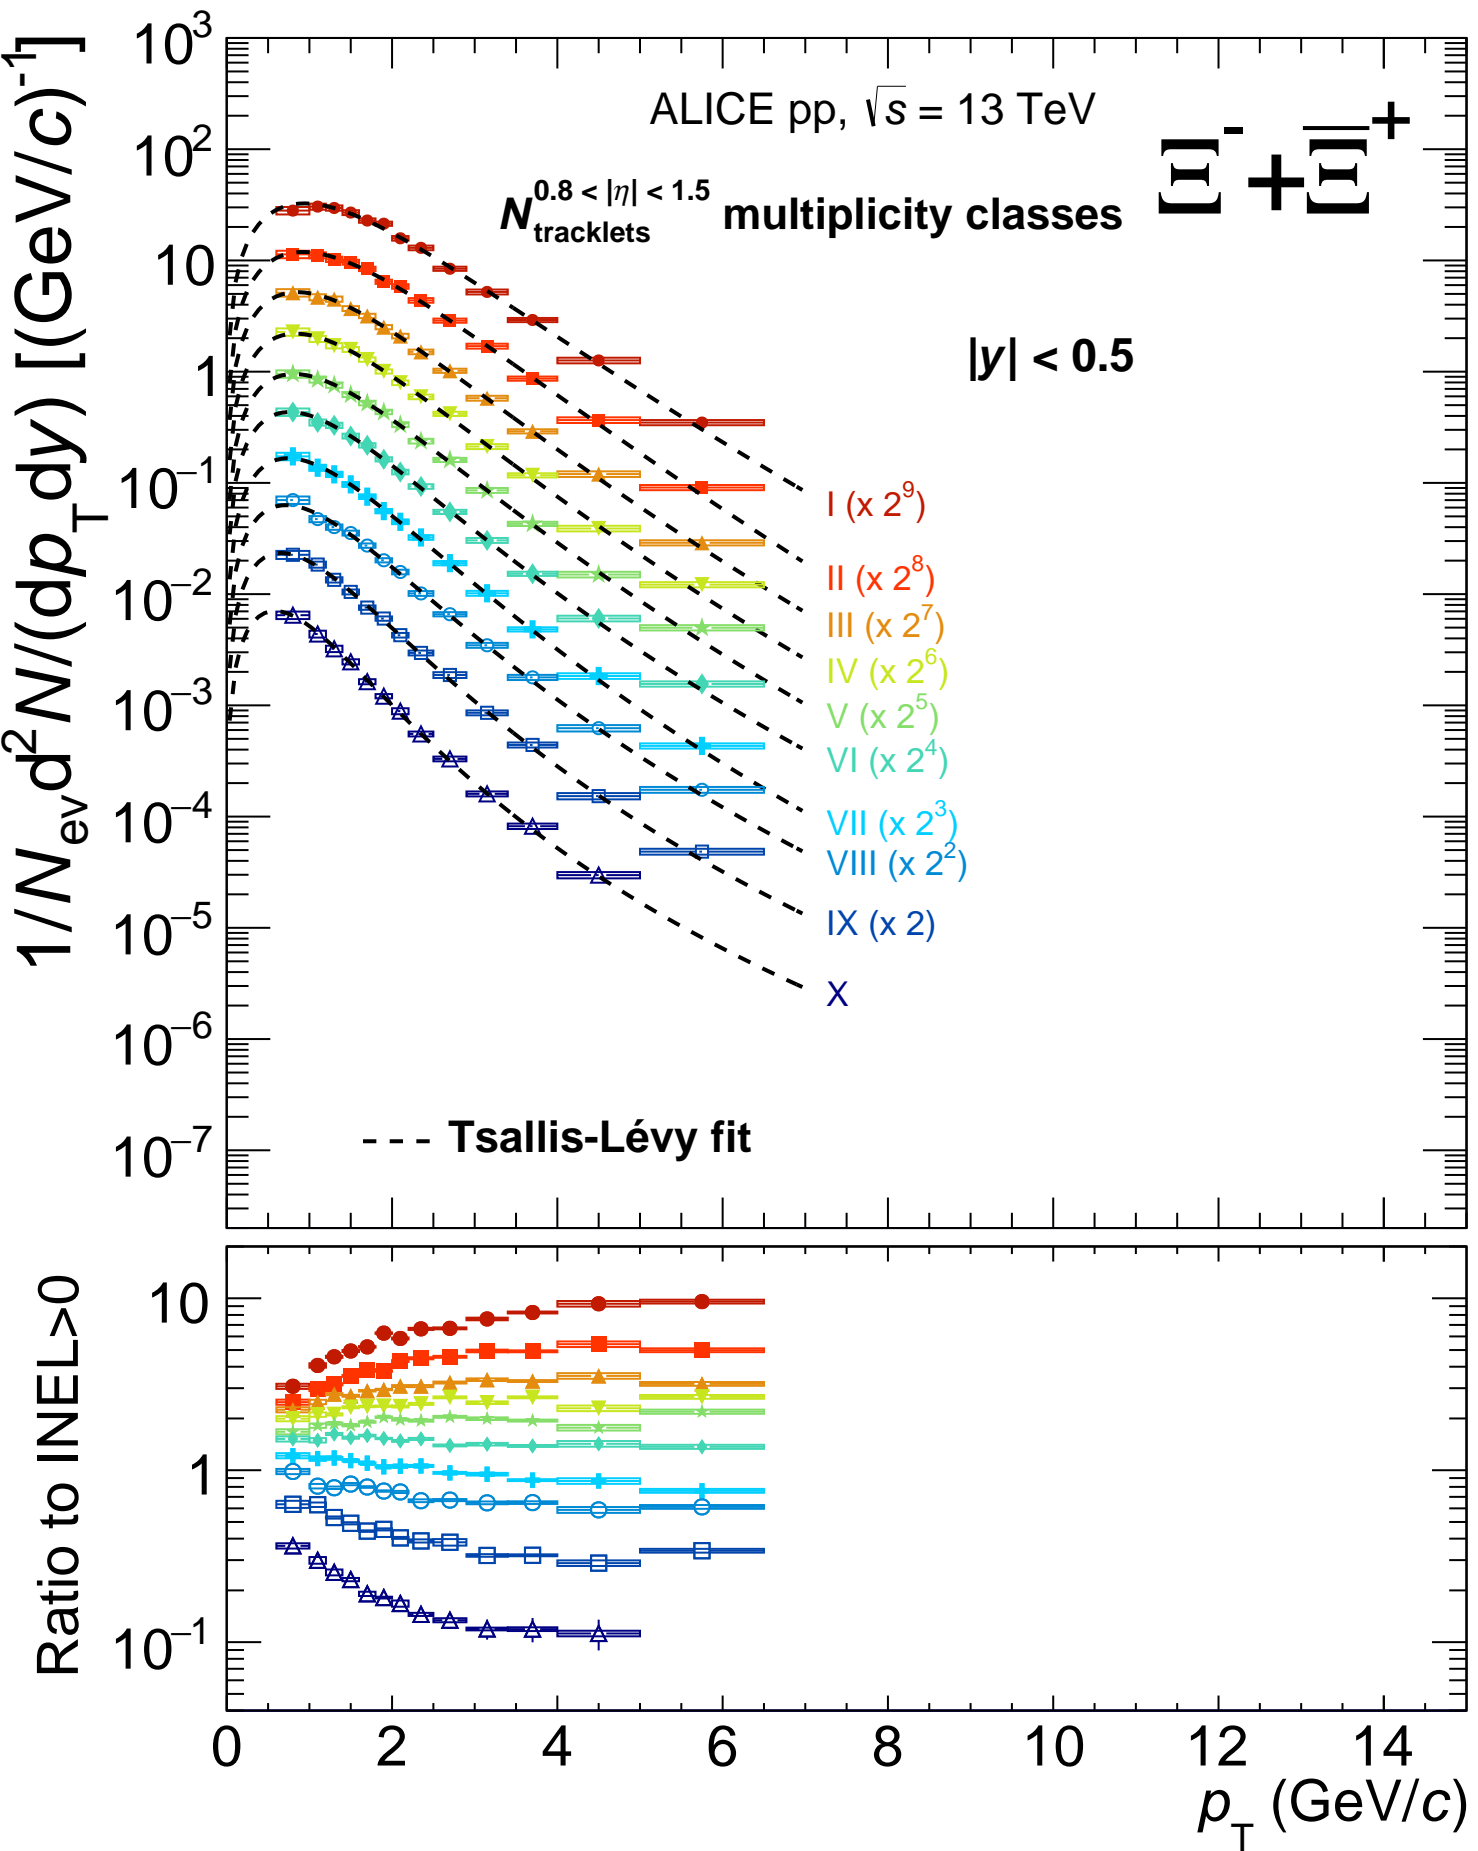 1/N_ev d²N/(dp_T dy) [(GeV/c)⁻¹]
10³
10²
10
1
10⁻¹
10⁻²
10⁻³
10⁻⁴
10⁻⁵
10⁻⁶
10⁻⁷
ALICE pp, √s = 13 TeV
Ξ⁻+Ξ̅⁺
N_tracklets^0.8 < |η| < 1.5 multiplicity classes
|y| < 0.5
I (x 2⁹)
II (x 2⁸)
III (x 2⁷)
IV (x 2⁶)
V (x 2⁵)
VI (x 2⁴)
VII (x 2³)
VIII (x 2²)
IX (x 2)
X
Tsallis-Lévy fit
Ratio to INEL>0
10
1
10⁻¹
0 2 4 6 8 10 12 14
p_T (GeV/c)